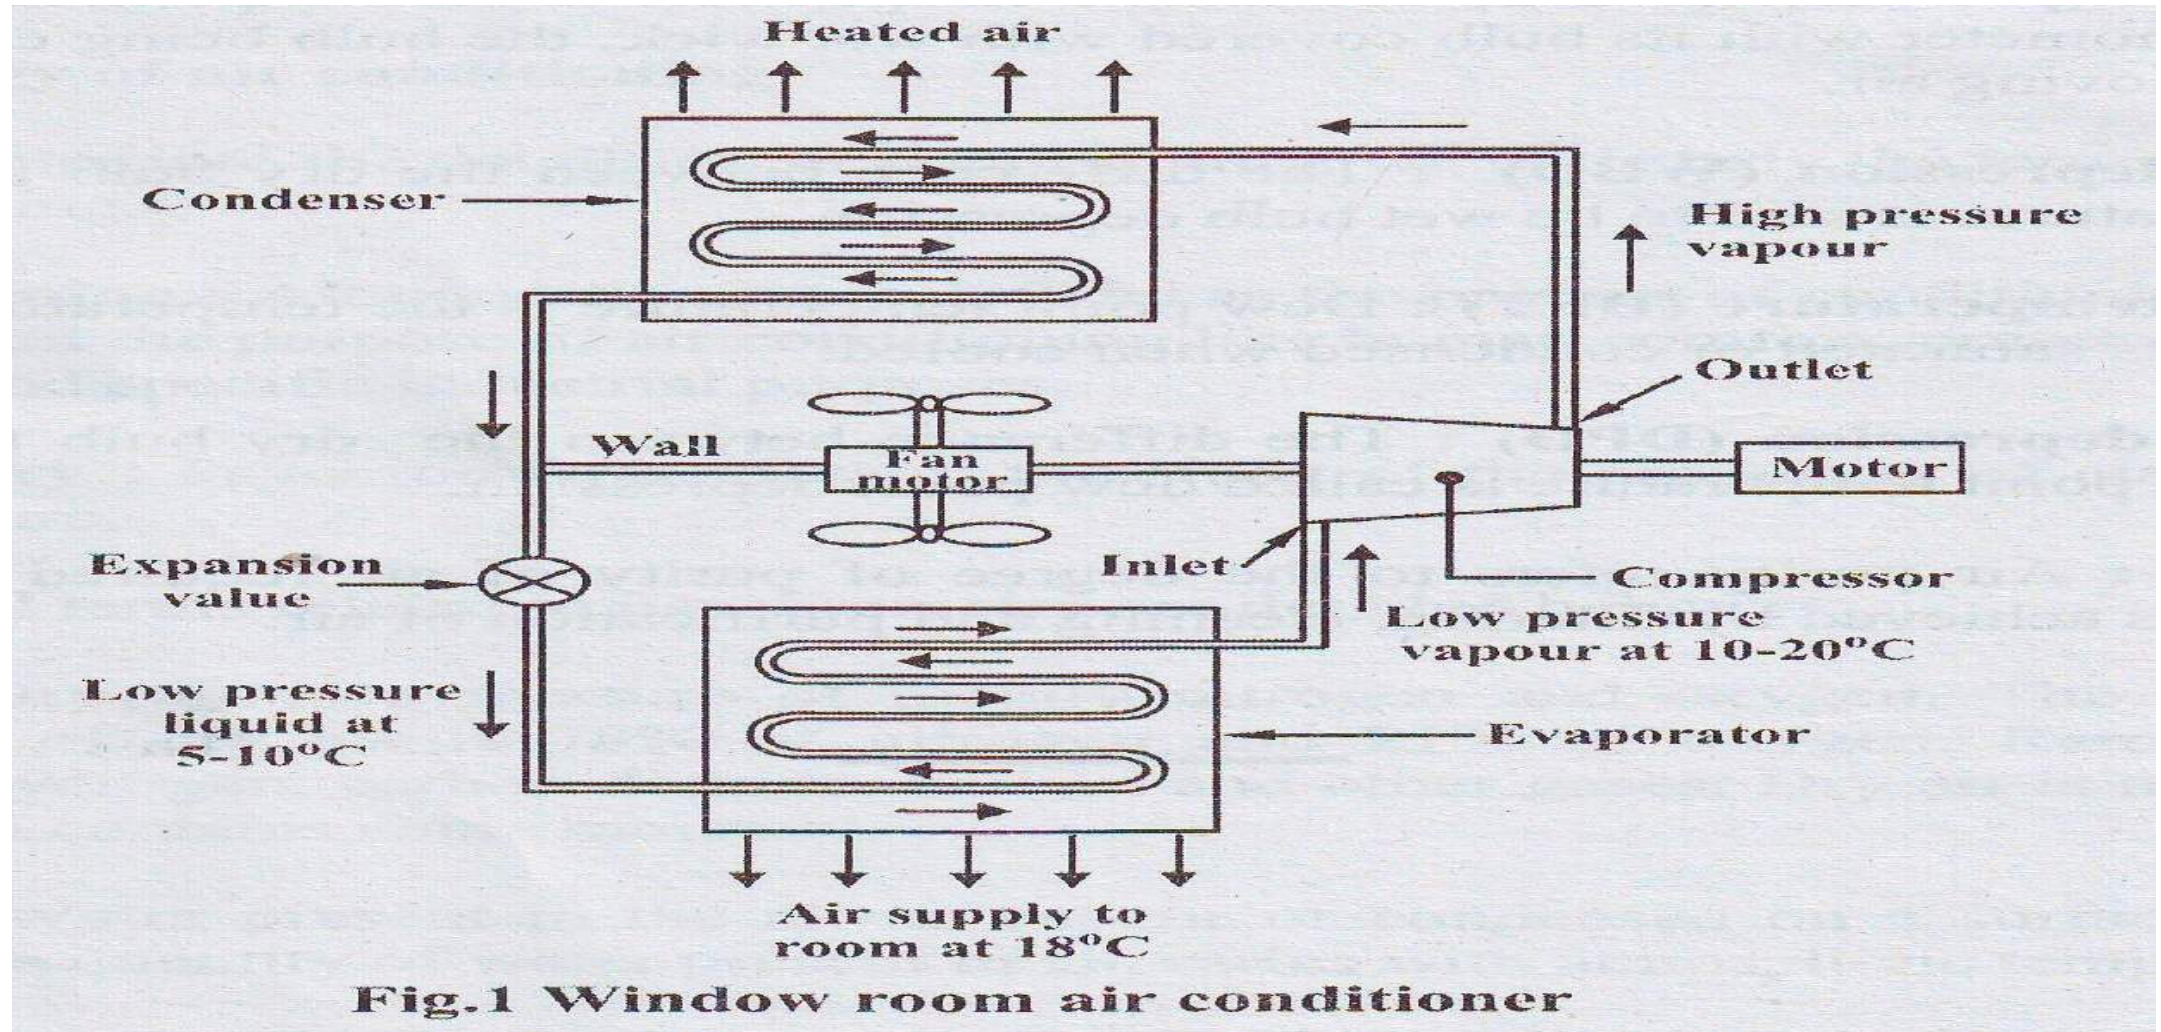 Heated air
Condenser
High pressure
vapour
Outlet
Wall
Fan
motor
Motor
Expansion
value
Inlet
Compressor
Low pressure
vapour at 10-20°C
Low pressure
liquid at
5-10°C
Evaporator
Air supply to
room at 18°C
Fig.1 Window room air conditioner